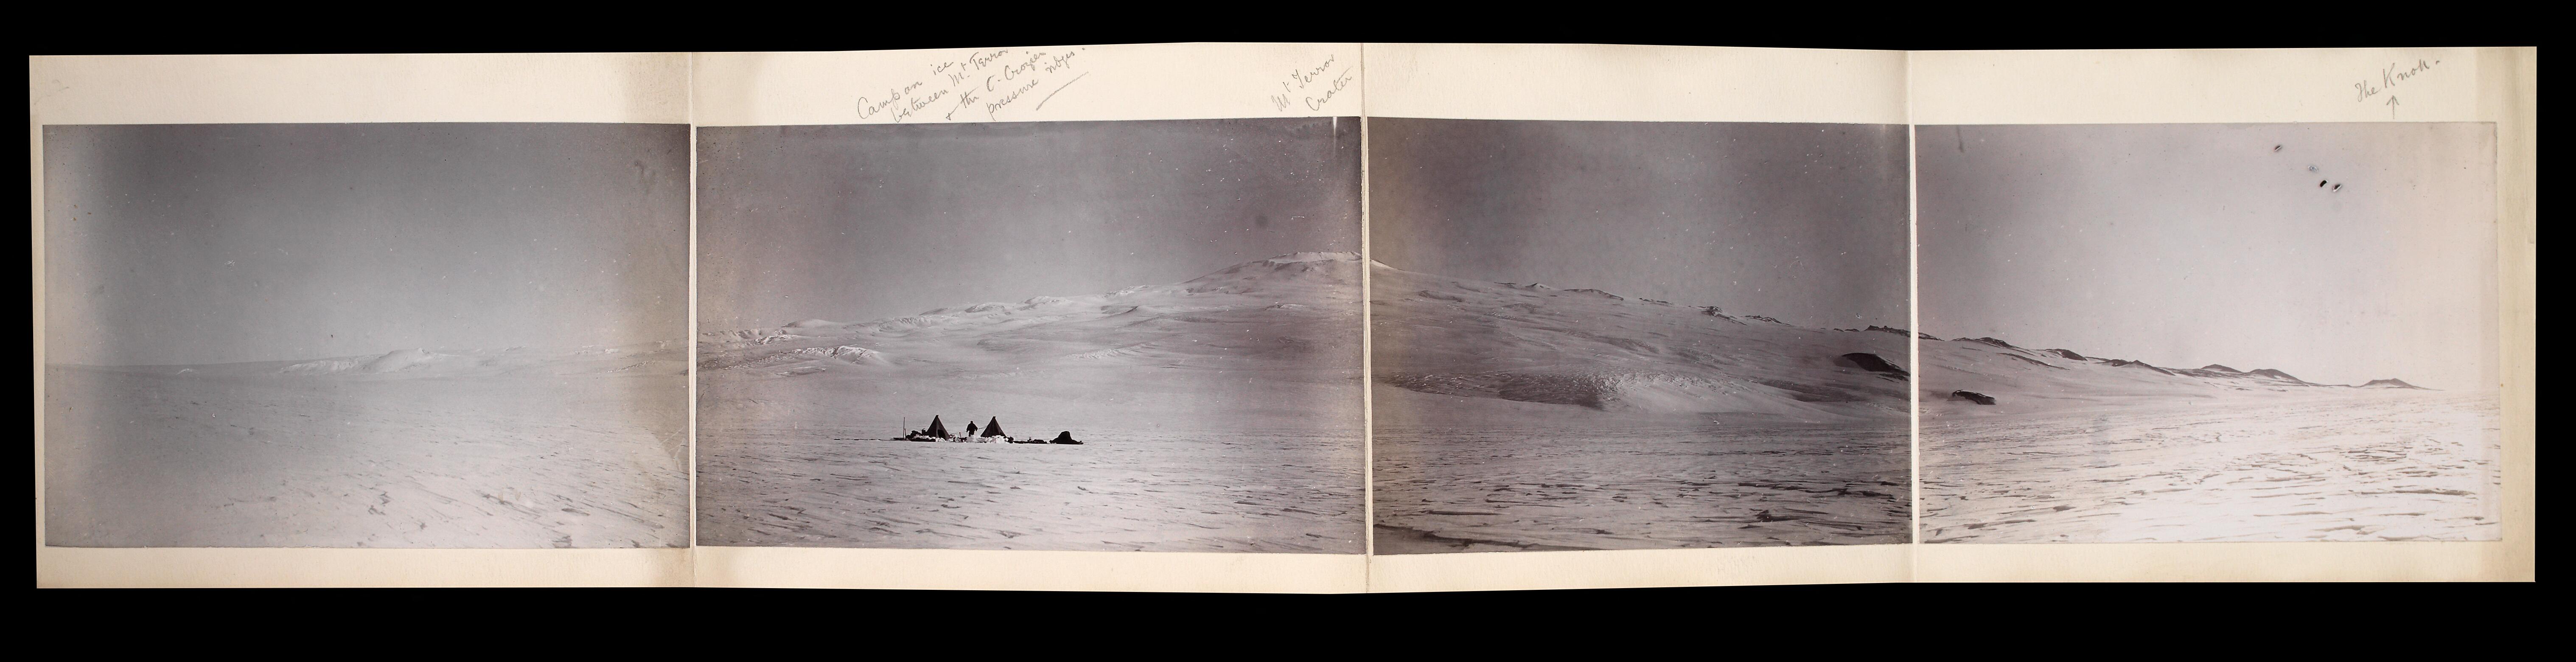 Camp on ice
between Mt Terror
& the C. Crozier
pressure ridges.
Mt Terror
Crater
The Knoll.